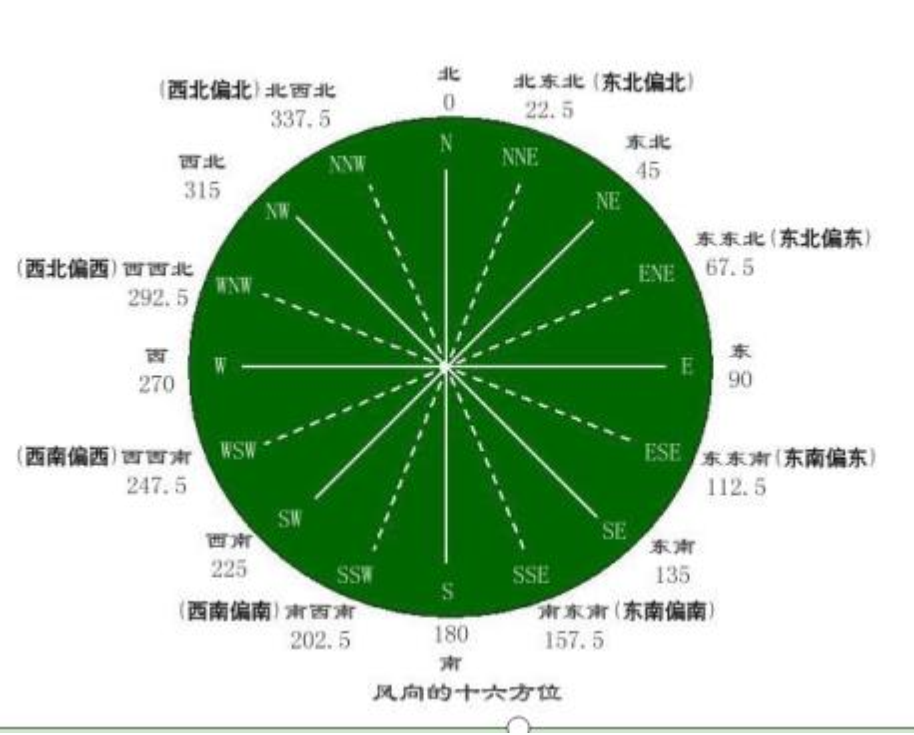 北
0
(西北偏北)北西北
337.5
北东北(东北偏北)
22.5
N
NNW
NNE
西北
315
东北
45
NW
NE
(西北偏西)西西北
292.5
东东北(东北偏东)
67.5
WNW
ENE
西
270
W
E
东
90
(西南偏西)西西南
247.5
WSW
ESE
东东南(东南偏东)
112.5
SW
SE
西南
225
东南
135
SSW
S
SSE
(西南偏南)南西南
202.5
180
南
南东南(东南偏南)
157.5
风向的十六方位